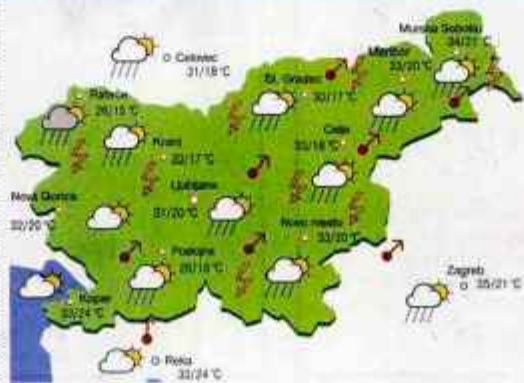 Murska Sobota
34/21 °C
Maribor
33/20 °C
Celovec
31/18 °C
Sl. Gradec
30/17 °C
Rateče
26/15 °C
Celje
33/18 °C
Kranj
32/17 °C
Ljubljana
31/20 °C
Nova Gorica
32/20 °C
Novo mesto
33/20 °C
Postojna
28/18 °C
Zagreb
35/21 °C
Koper
33/24 °C
Reka
33/24 °C